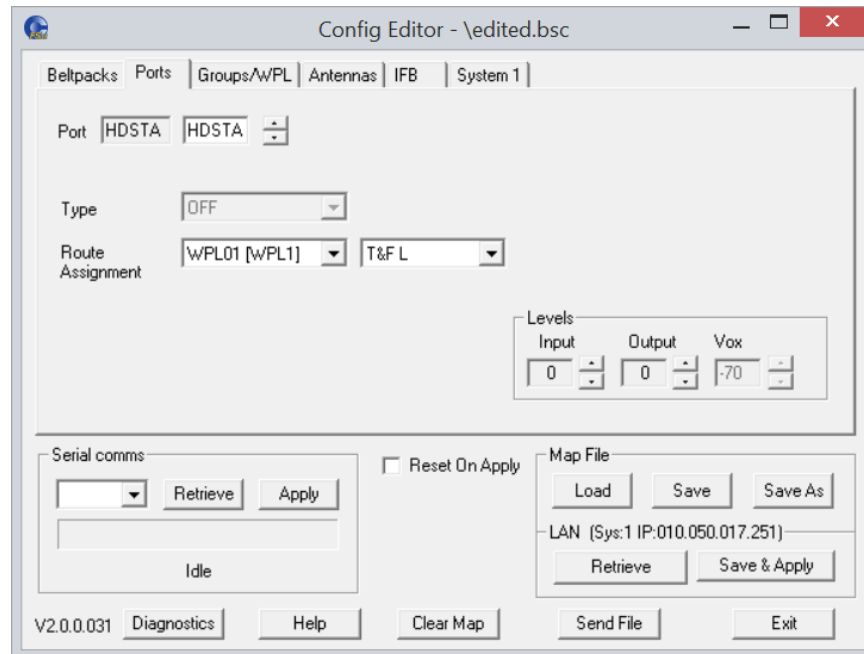 Config Editor - \edited.bsc
Beltpacks Ports Groups/WPL Antennas IFB System 1
Port HDSTA HDSTA
Type OFF
Route Assignment WPL01 [WPL1] T&F L
Levels
Input Output Vox
0 0 -70
Serial comms
Retrieve Apply
Idle
Reset On Apply
Map File
Load Save Save As
LAN (Sys:1 IP:010.050.017.251)
Retrieve Save & Apply
V2.0.0.031 Diagnostics Help Clear Map Send File Exit